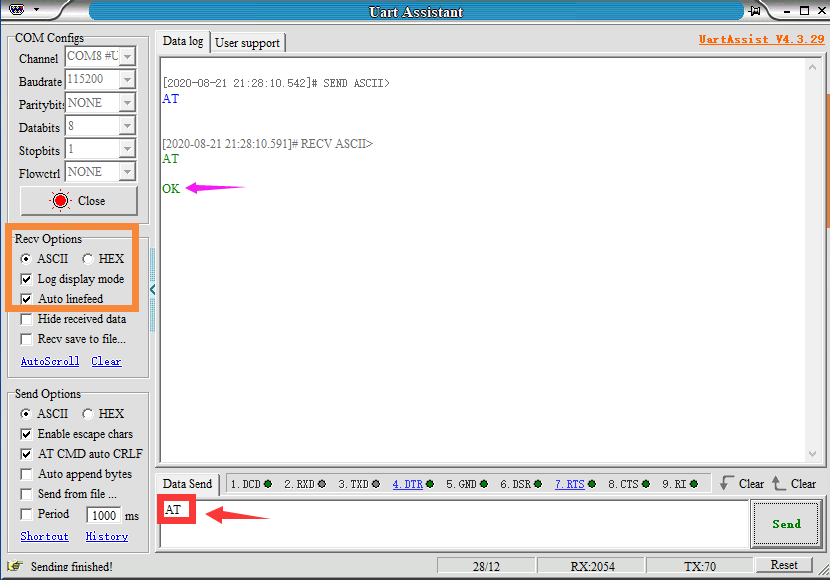 Uart Assistant
COM Configs
Channel COM8 #U
Baudrate 115200
Paritybits NONE
Databits 8
Stopbits 1
Flowctrl NONE
Close
Recv Options
ASCII HEX
Log display mode
Auto linefeed
Hide received data
Recv save to file...
AutoScroll Clear
Send Options
ASCII HEX
Enable escape chars
AT CMD auto CRLF
Auto append bytes
Send from file ...
Period 1000 ms
Shortcut History
Data log User support UartAssist V4.3.29
[2020-08-21 21:28:10.542]# SEND ASCII>
AT
[2020-08-21 21:28:10.591]# RECV ASCII>
AT
OK
Data Send 1.DCD 2.RXD 3.TXD 4.DTR 5.GND 6.DSR 7.RTS 8.CTS 9.RI Clear Clear
AT
Send
Sending finished! 28/12 RX:2054 TX:70 Reset